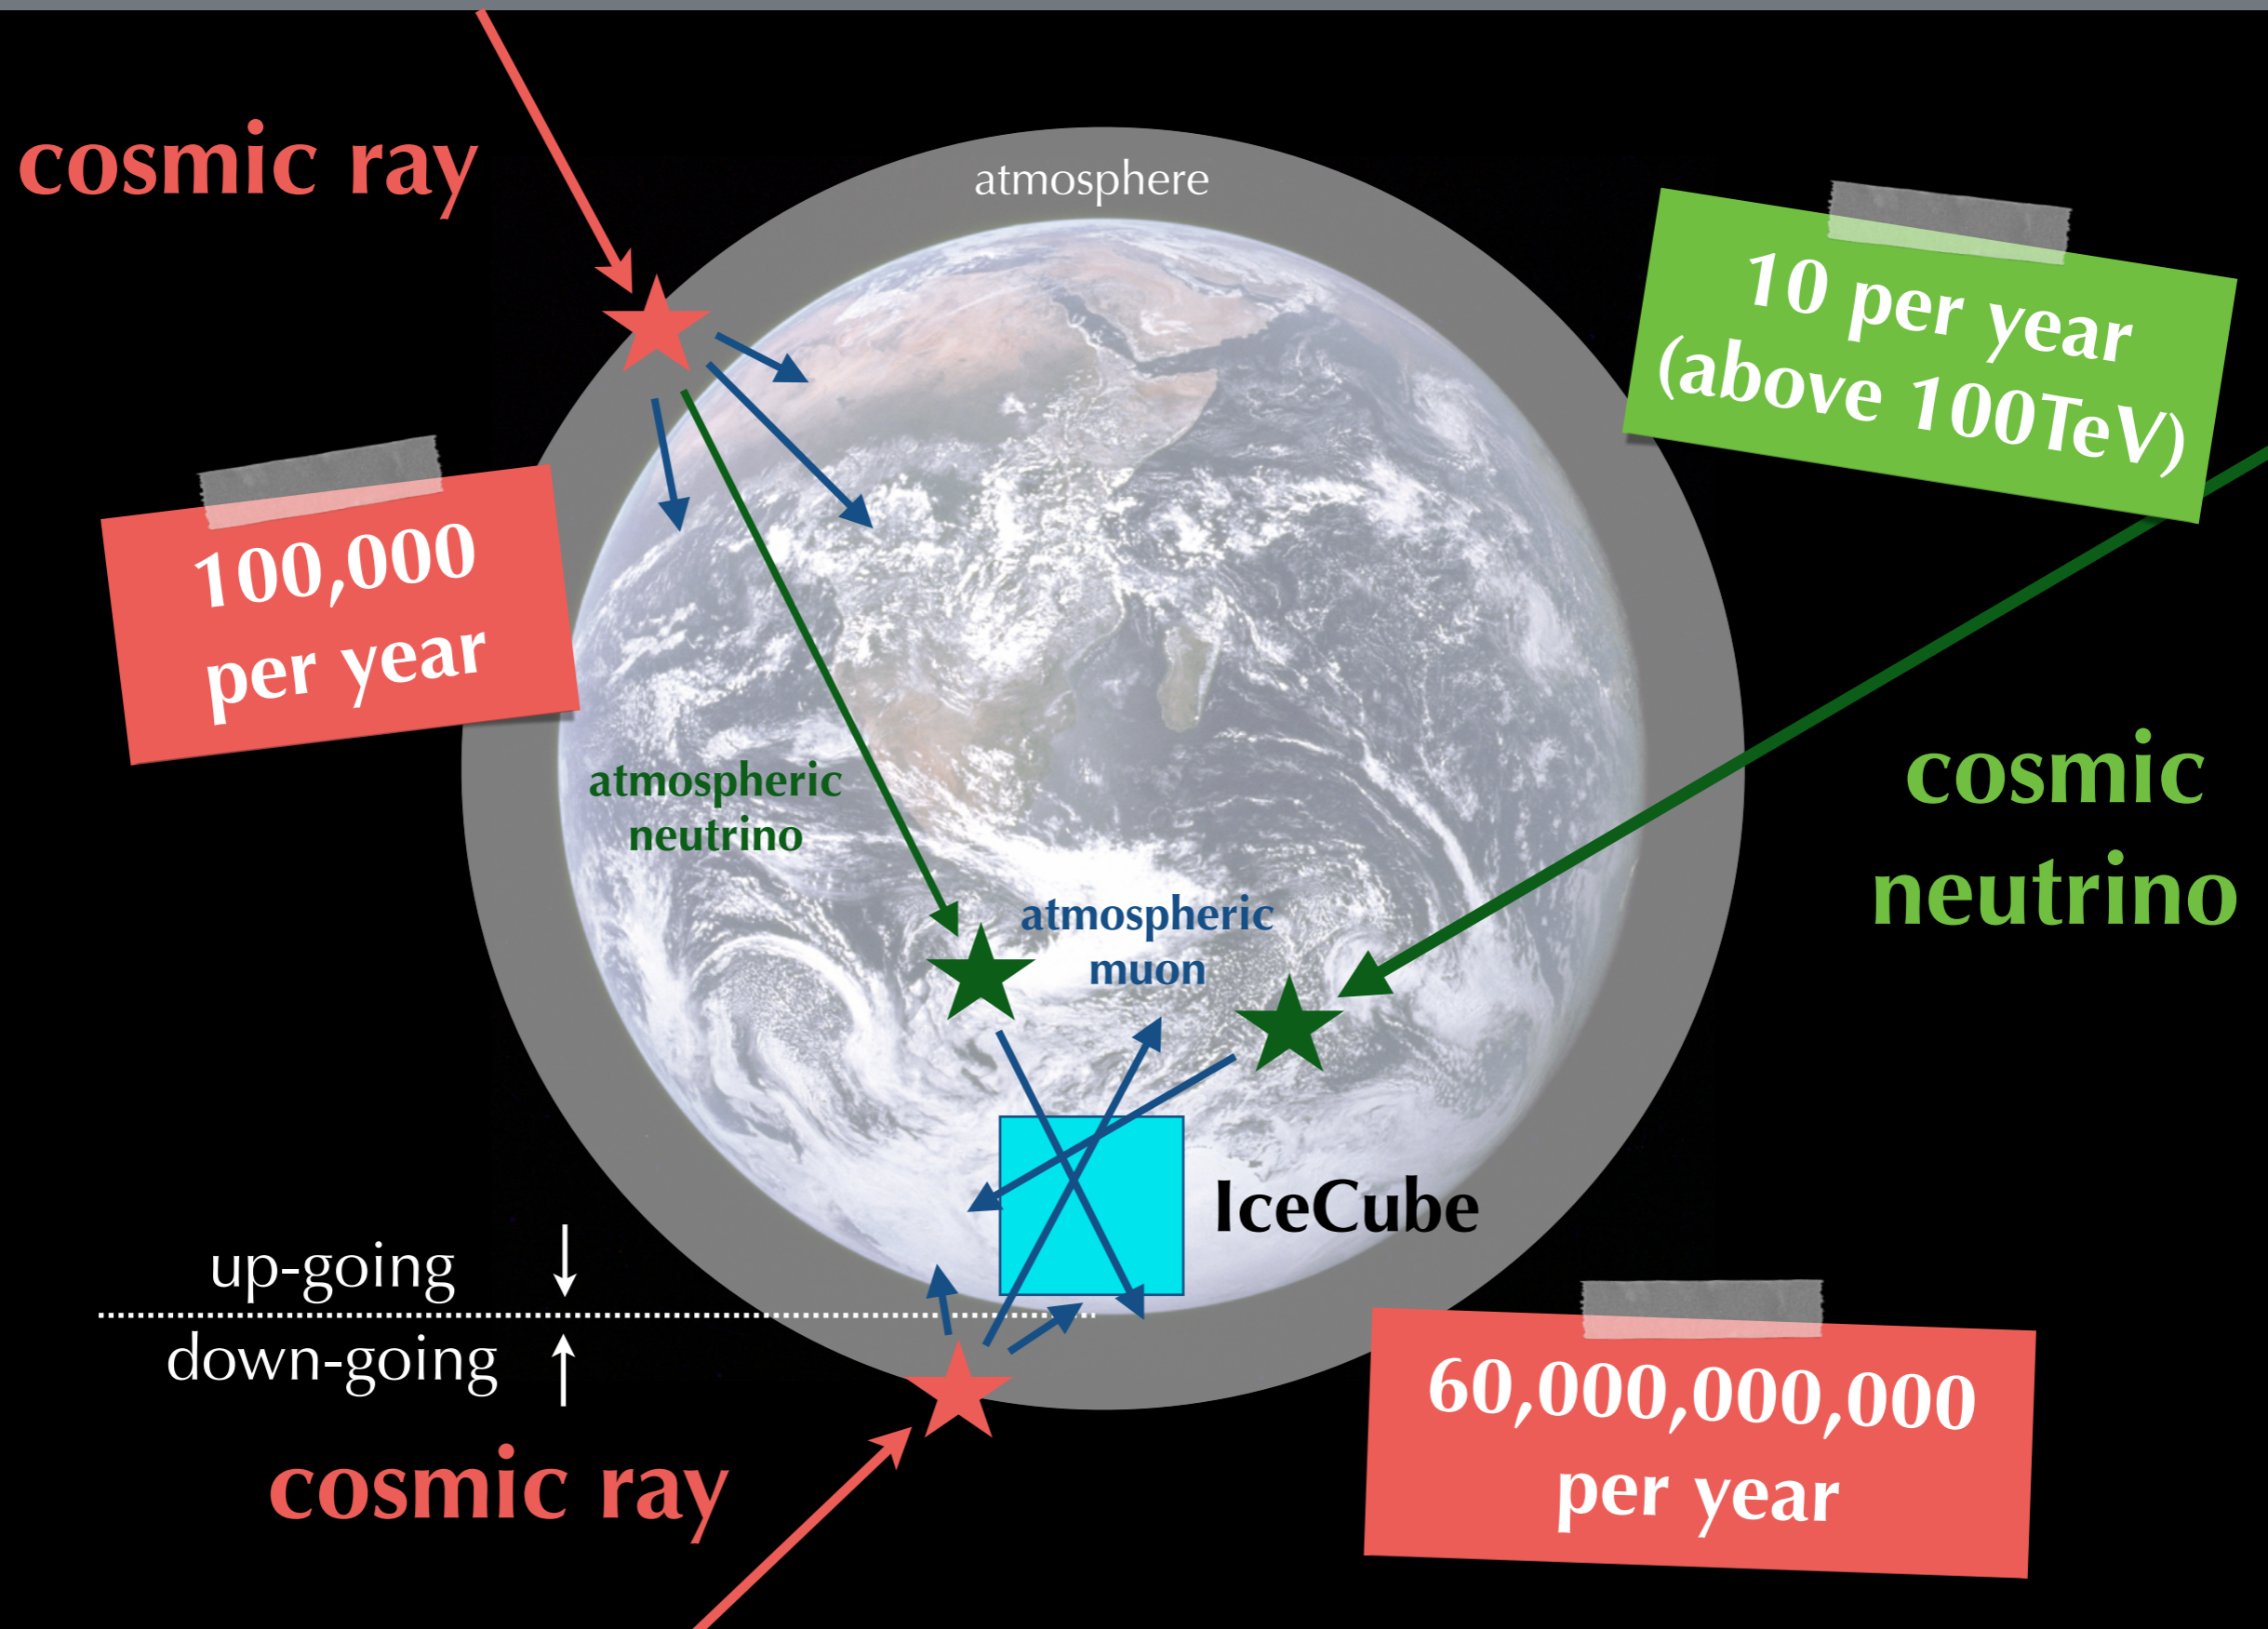 cosmic ray
atmosphere
10 per year
(above 100TeV)
100,000
per year
atmospheric
neutrino
cosmic
neutrino
atmospheric
muon
IceCube
up-going
down-going
60,000,000,000
per year
cosmic ray